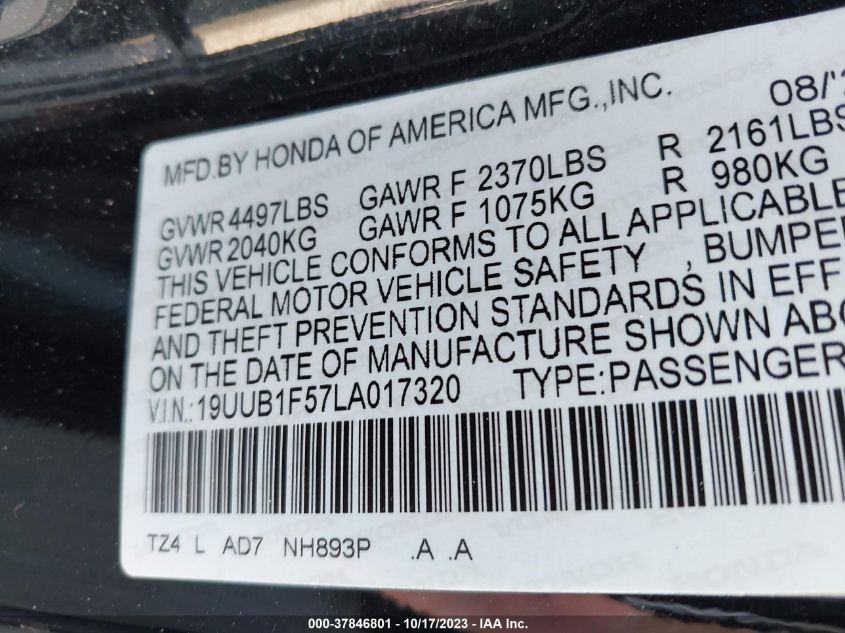 MFD.BY HONDA OF AMERICA MFG.,INC. 08/'
GVWR 4497LBS GAWR F 2370LBS R 2161LBS
GVWR 2040KG GAWR F 1075KG R 980KG
THIS VEHICLE CONFORMS TO ALL APPLICABLE
FEDERAL MOTOR VEHICLE SAFETY , BUMPER
AND THEFT PREVENTION STANDARDS IN EFF
ON THE DATE OF MANUFACTURE SHOWN ABO
V.I.N.:19UUB1F57LA017320 TYPE:PASSENGER
TZ4 L AD7 NH893P .A .A
000-37846801 - 10/17/2023 - IAA Inc.